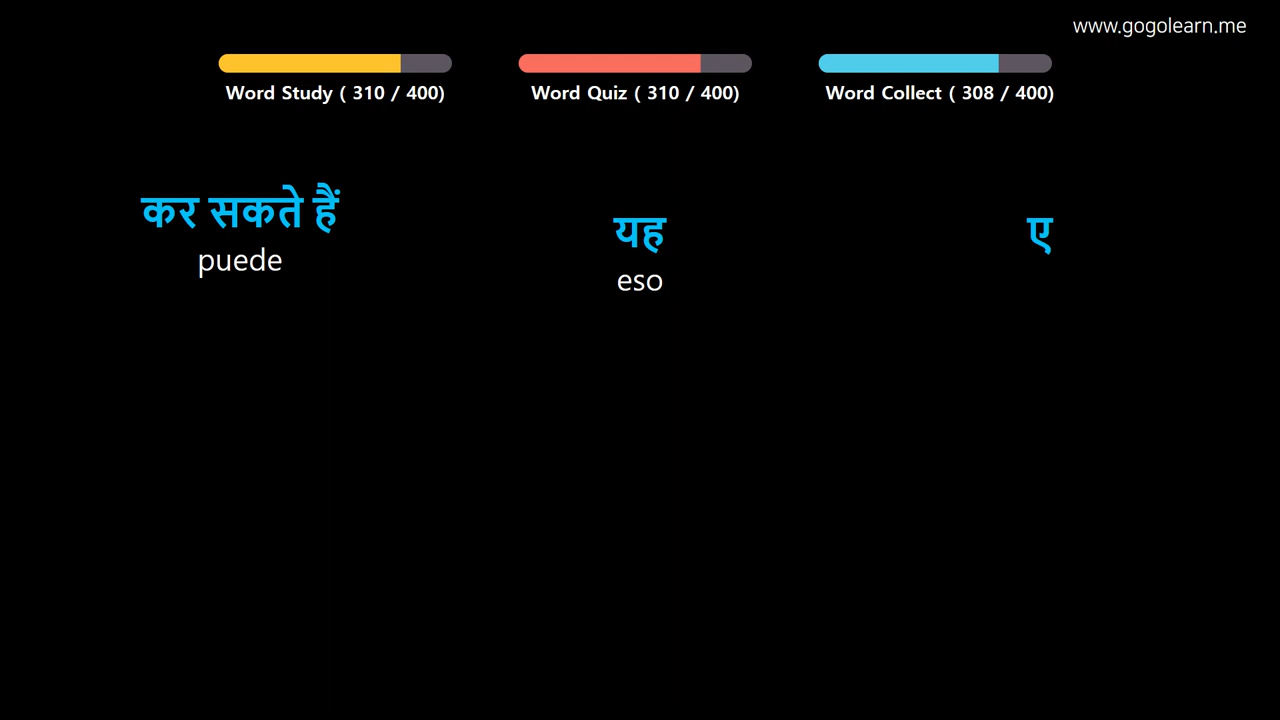 www.gogolearn.me
Word Study ( 310 / 400)
Word Quiz ( 310 / 400)
Word Collect ( 308 / 400)
कर सकते हैं
puede
यह
eso
ए